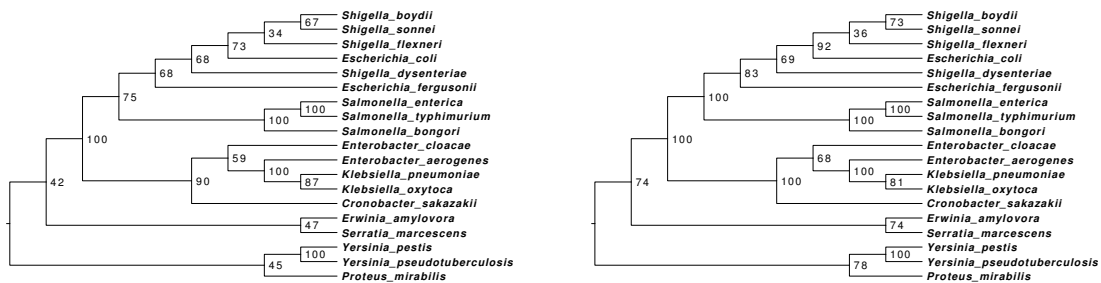 Shigella_boydii
67
Shigella_sonnei
34
Shigella_flexneri
73
Escherichia_coli
68
Shigella_dysenteriae
68
Escherichia_fergusonii
75
Salmonella_enterica
100
Salmonella_typhimurium
100
Salmonella_bongori
100
Enterobacter_cloacae
59
Enterobacter_aerogenes
100
Klebsiella_pneumoniae
87
Klebsiella_oxytoca
90
Cronobacter_sakazakii
42
Erwinia_amylovora
47
Serratia_marcescens
Yersinia_pestis
100
Yersinia_pseudotuberculosis
45
Proteus_mirabilis
Shigella_boydii
73
Shigella_sonnei
36
Shigella_flexneri
92
Escherichia_coli
69
Shigella_dysenteriae
83
Escherichia_fergusonii
100
Salmonella_enterica
100
Salmonella_typhimurium
100
Salmonella_bongori
100
Enterobacter_cloacae
68
Enterobacter_aerogenes
100
Klebsiella_pneumoniae
81
Klebsiella_oxytoca
100
Cronobacter_sakazakii
74
Erwinia_amylovora
74
Serratia_marcescens
Yersinia_pestis
100
Yersinia_pseudotuberculosis
78
Proteus_mirabilis